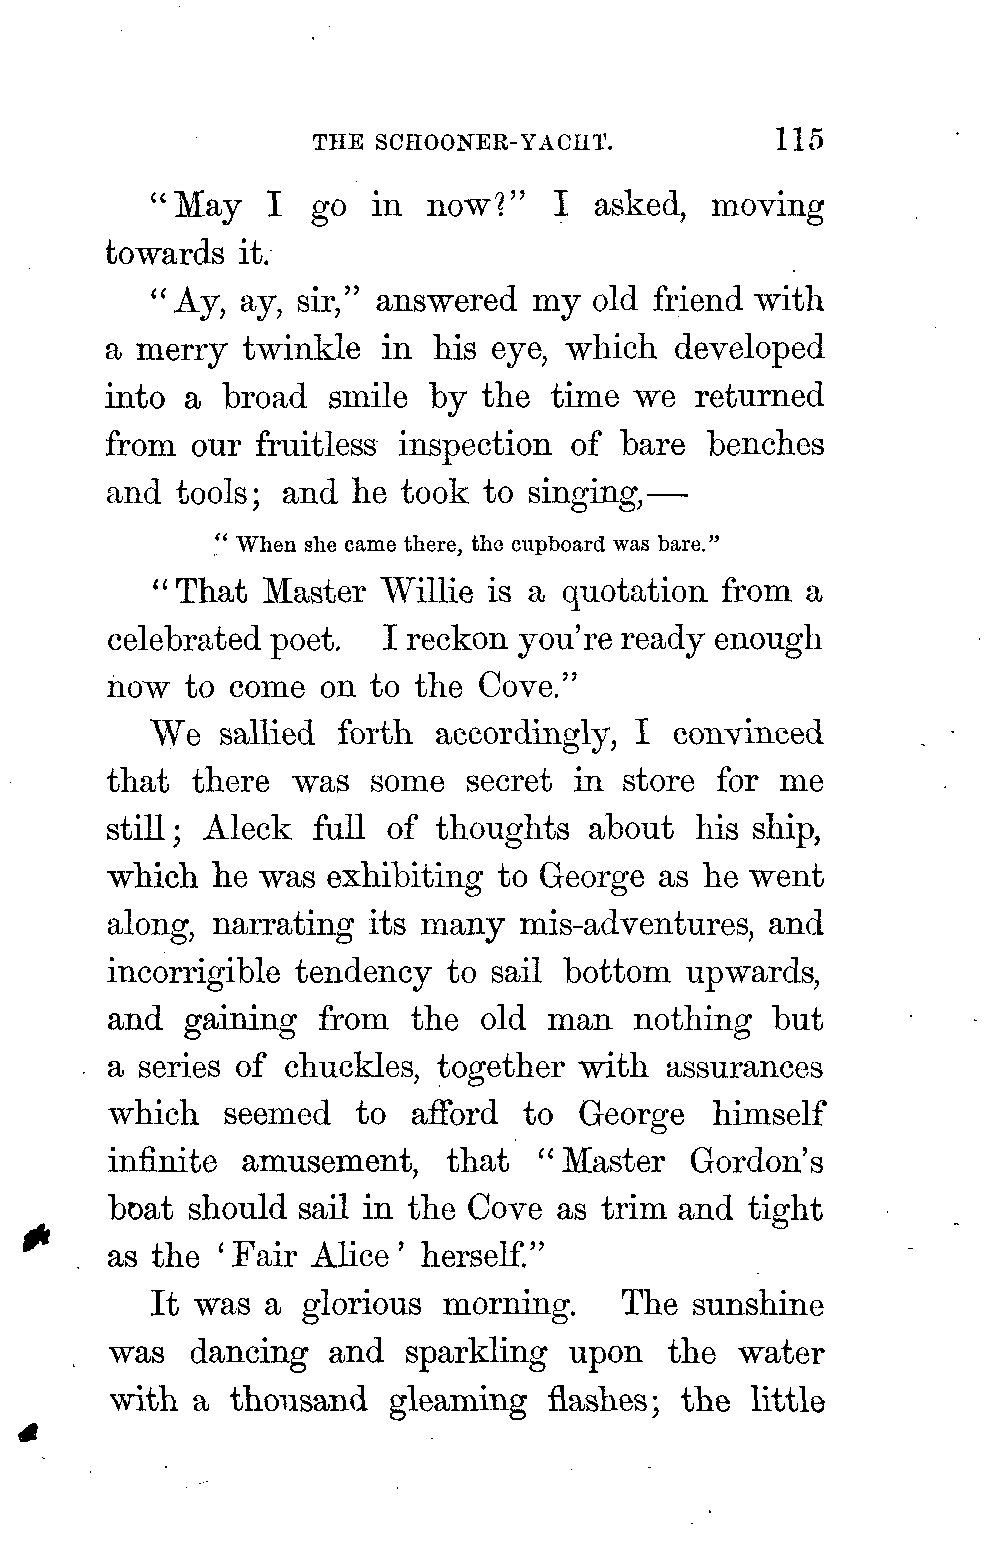 THE SCHOONER-YACHT. 115
“May I go in now?” I asked, moving
towards it.
“Ay, ay, sir,” answered my old friend with
a merry twinkle in his eye, which developed
into a broad smile by the time we returned
from our fruitless inspection of bare benches
and tools; and he took to singing,—
“When she came there, the cupboard was bare.”
“That Master Willie is a quotation from a
celebrated poet. I reckon you’re ready enough
now to come on to the Cove.”
We sallied forth accordingly, I convinced
that there was some secret in store for me
still; Aleck full of thoughts about his ship,
which he was exhibiting to George as he went
along, narrating its many mis-adventures, and
incorrigible tendency to sail bottom upwards,
and gaining from the old man nothing but
a series of chuckles, together with assurances
which seemed to afford to George himself
infinite amusement, that “Master Gordon’s
boat should sail in the Cove as trim and tight
as the ‘Fair Alice’ herself.”
It was a glorious morning. The sunshine
was dancing and sparkling upon the water
with a thousand gleaming flashes; the little